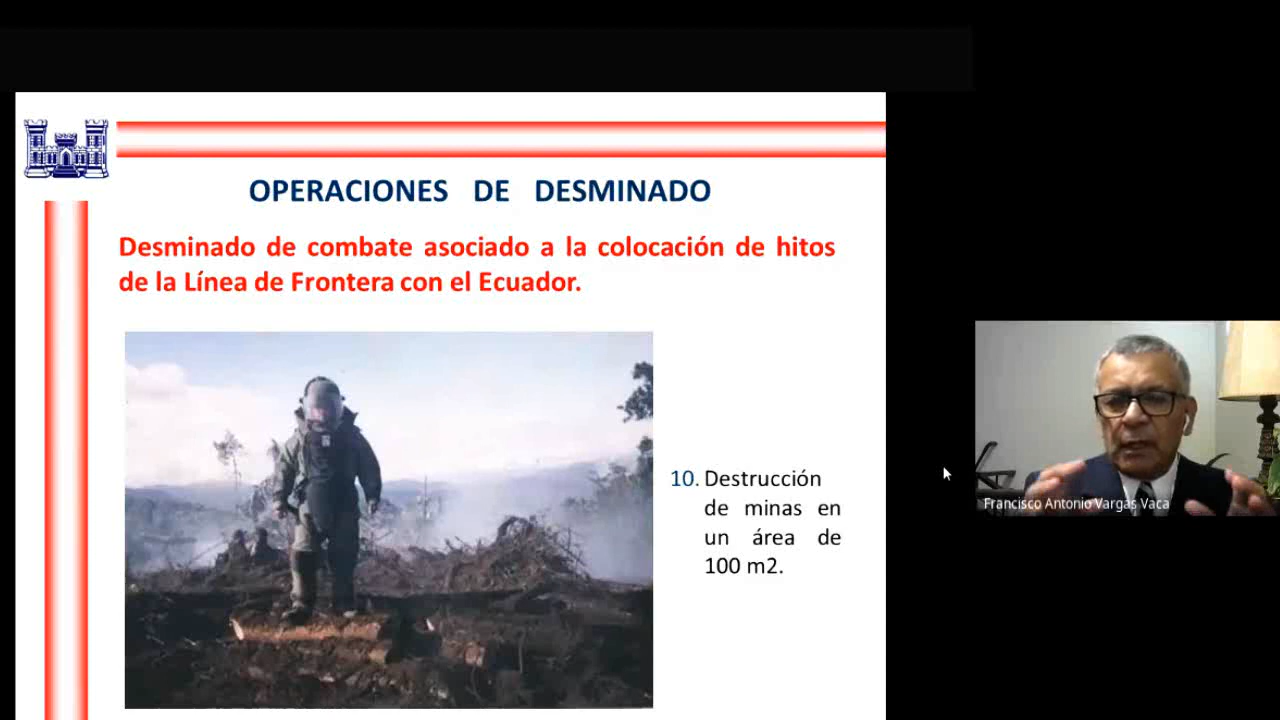 OPERACIONES DE DESMINADO
Desminado de combate asociado a la colocación de hitos
de la Línea de Frontera con el Ecuador.
10. Destrucción
de minas en
un área de
100 m2.
Francisco Antonio Vargas Vaca